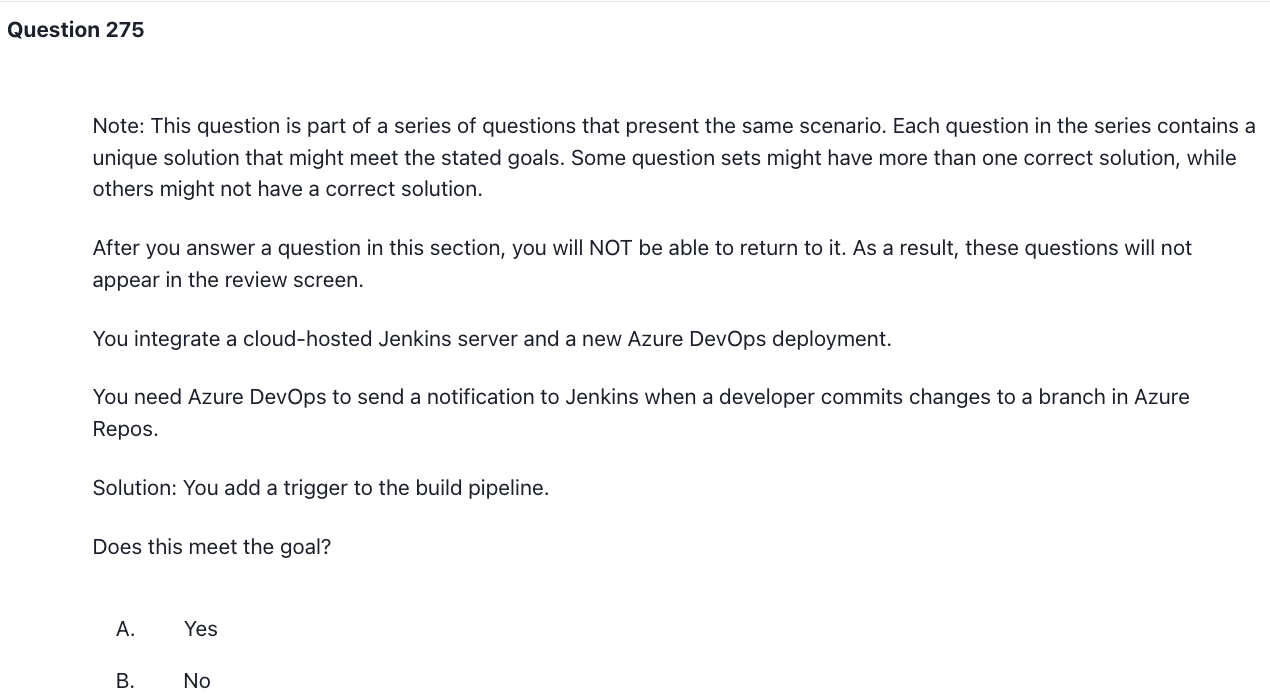 Question 275
Note: This question is part of a series of questions that present the same scenario. Each question in the series contains a
unique solution that might meet the stated goals. Some question sets might have more than one correct solution, while
others might not have a correct solution.
After you answer a question in this section, you will NOT be able to return to it. As a result, these questions will not
appear in the review screen.
You integrate a cloud-hosted Jenkins server and a new Azure DevOps deployment.
You need Azure DevOps to send a notification to Jenkins when a developer commits changes to a branch in Azure
Repos.
Solution: You add a trigger to the build pipeline.
Does this meet the goal?
A. Yes
B. No